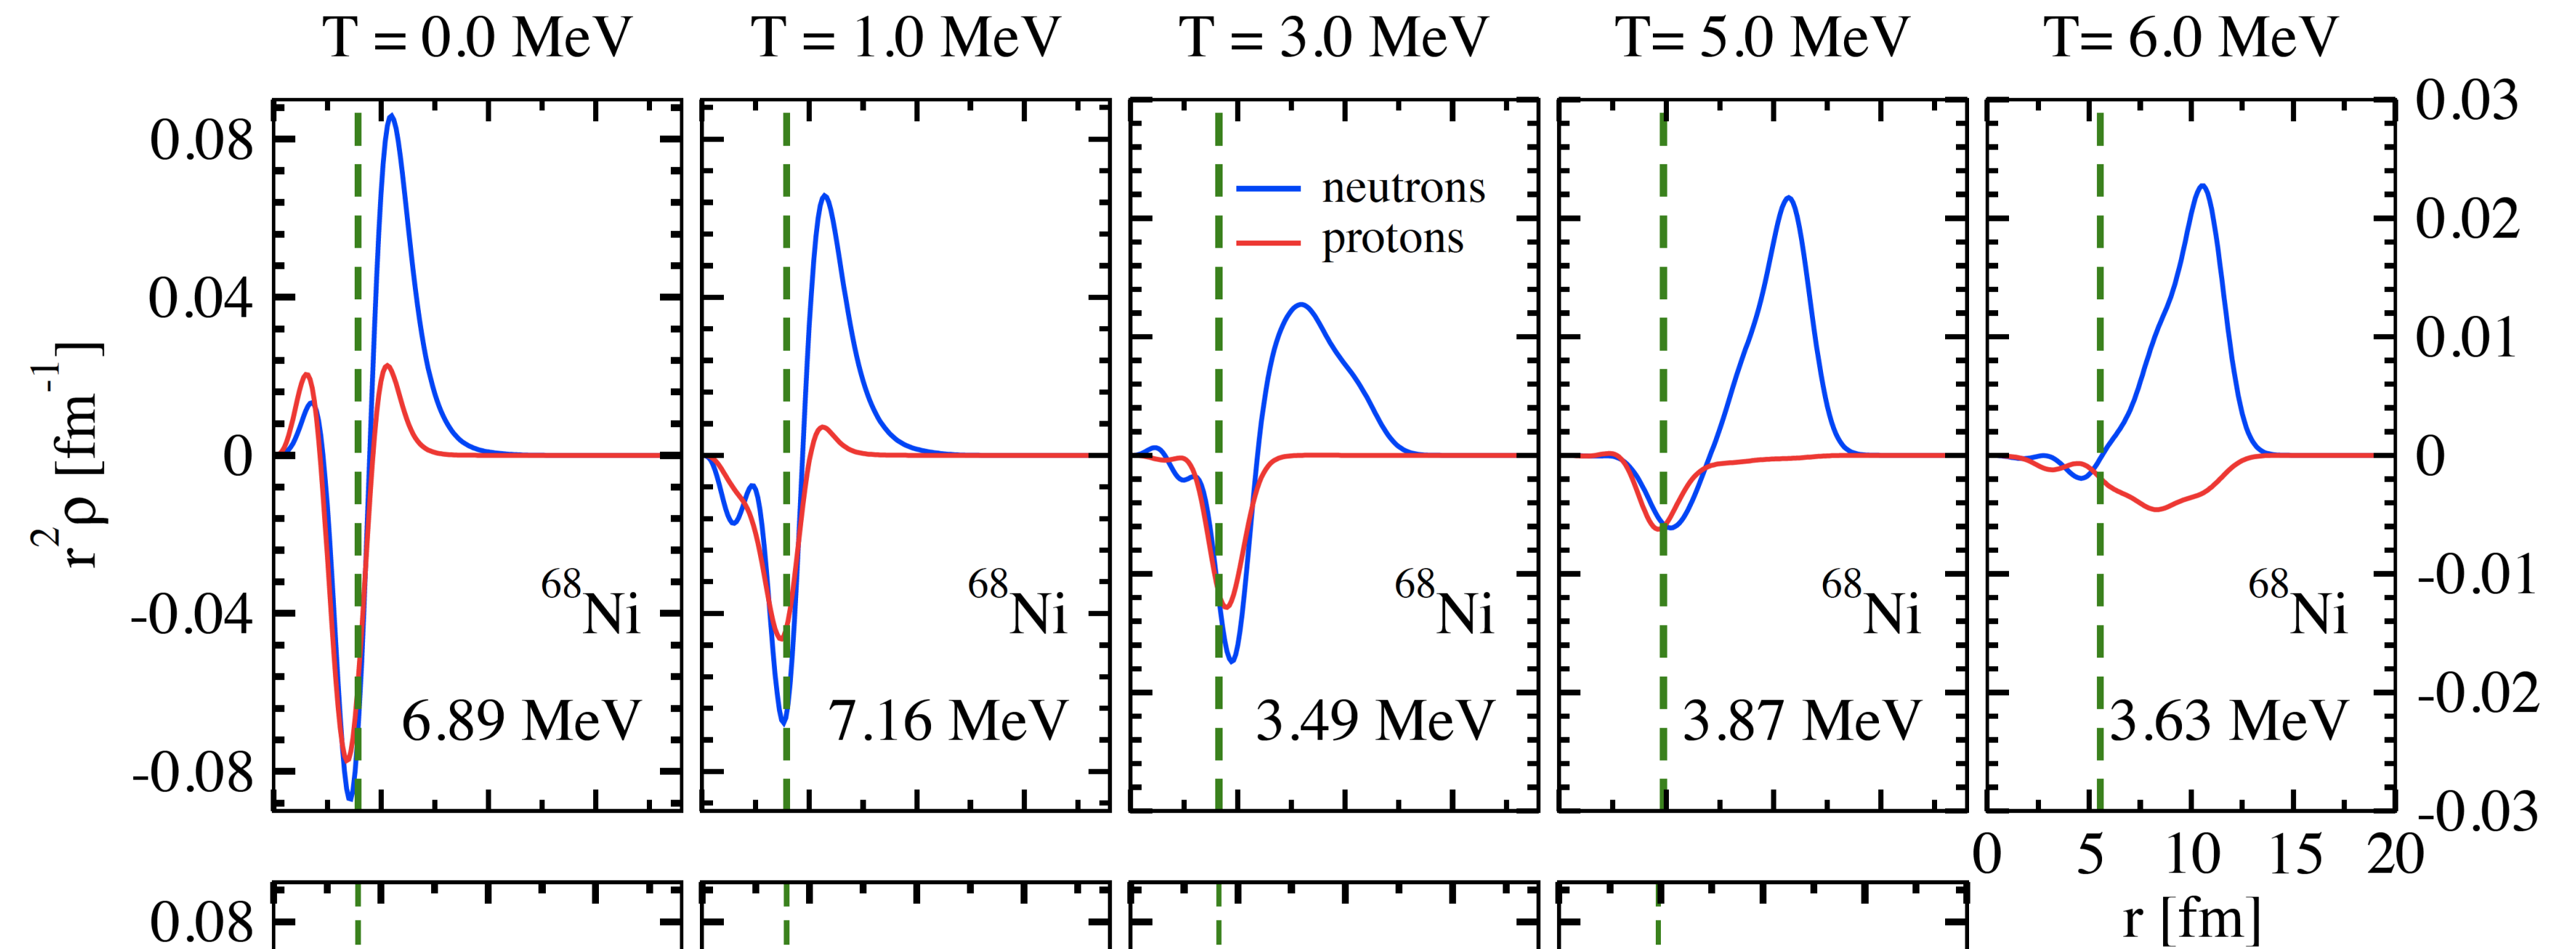 T = 0.0 MeV
T = 1.0 MeV
T = 3.0 MeV
T= 5.0 MeV
T= 6.0 MeV
r² ρ [fm⁻¹]
0.08
0.04
0
-0.04
-0.08
neutrons
protons
⁶⁸Ni
6.89 MeV
⁶⁸Ni
7.16 MeV
⁶⁸Ni
3.49 MeV
⁶⁸Ni
3.87 MeV
⁶⁸Ni
3.63 MeV
0.03
0.02
0.01
0
-0.01
-0.02
-0.03
0 5 10 15 20
r [fm]
0.08